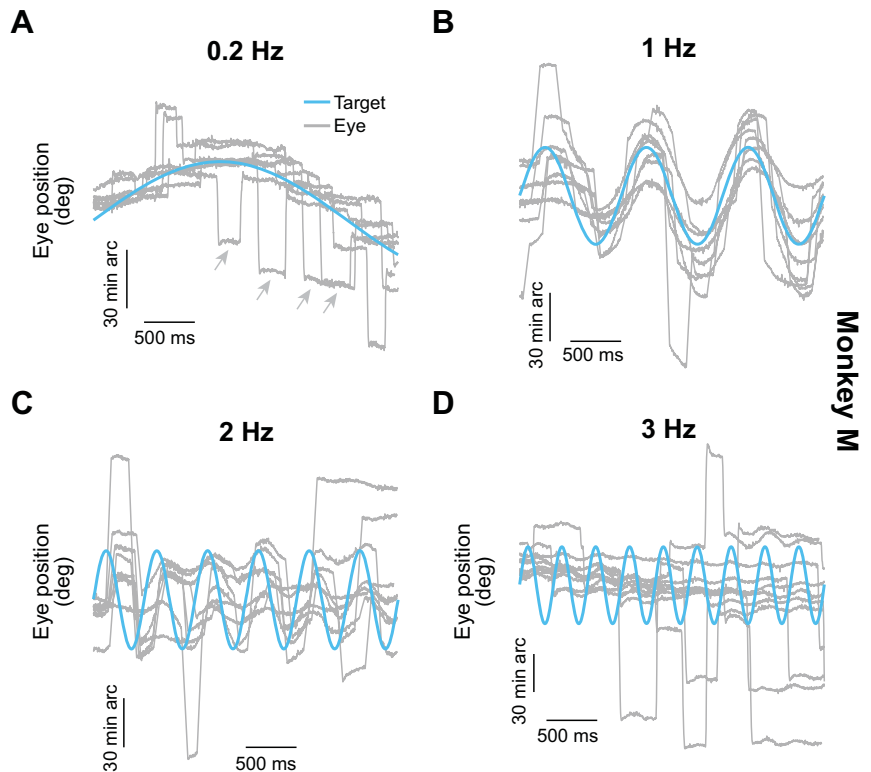 A
0.2 Hz
Target
Eye
Eye position
(deg)
30 min arc
500 ms
B
1 Hz
30 min arc
500 ms
Monkey M
C
2 Hz
Eye position
(deg)
30 min arc
500 ms
D
3 Hz
Eye position
(deg)
30 min arc
500 ms